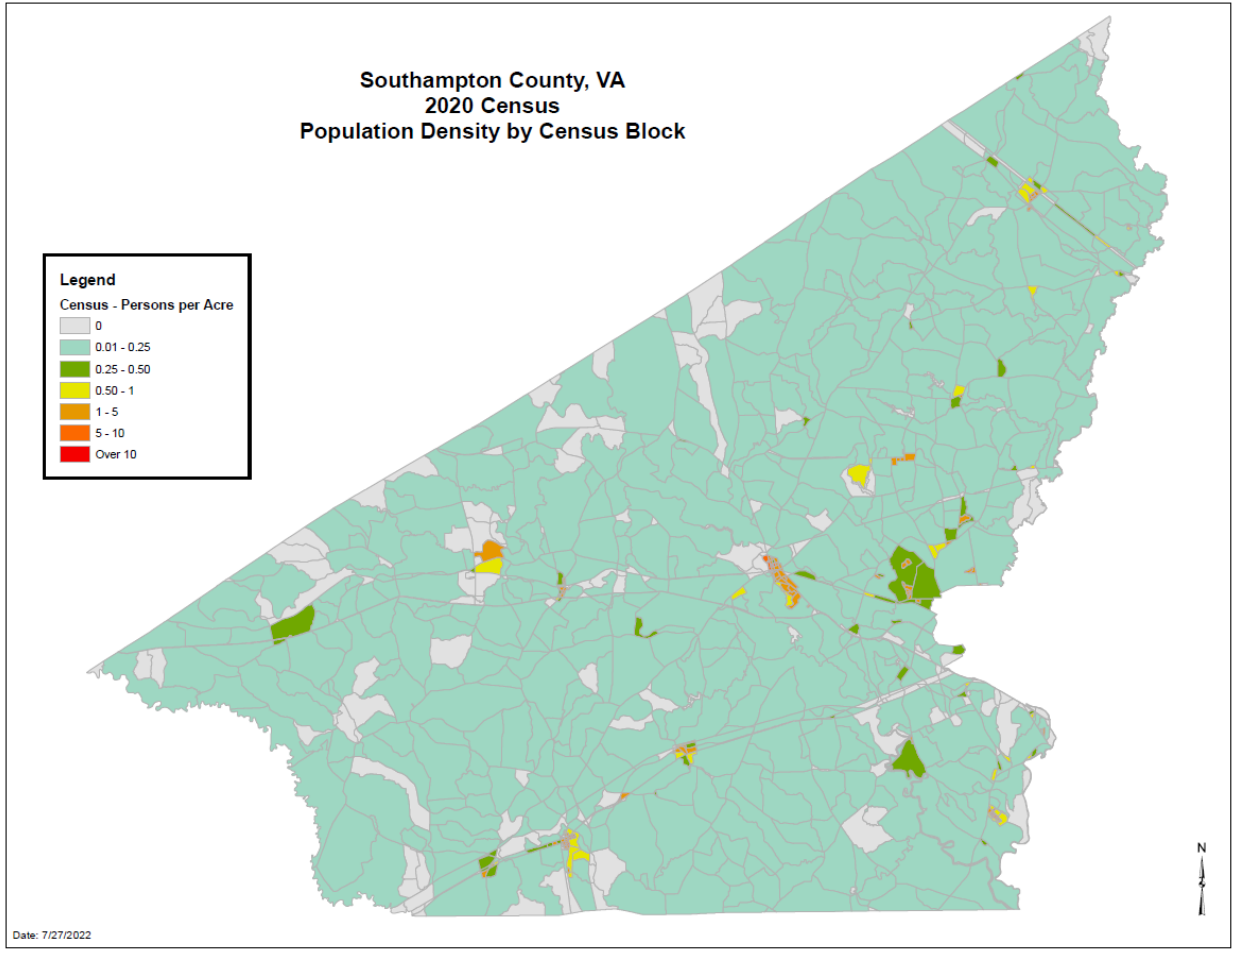 Southampton County, VA
2020 Census
Population Density by Census Block
Legend
Census - Persons per Acre
0
0.01 - 0.25
0.25 - 0.50
0.50 - 1
1 - 5
5 - 10
Over 10
N
Date: 7/27/2022